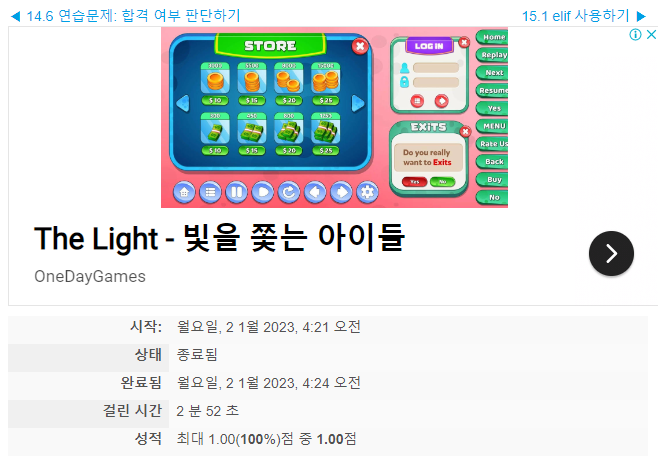 ◀ 14.6 연습문제: 합격 여부 판단하기
15.1 elif 사용하기 ▶
STORE
LOG IN
Home
Replay
Next
Resume
Yes
MENU
Rate Us
Back
Buy
No
$10
$15
$20
$25
$10
$15
$20
$25
EXITS
Do you really
want to Exits
Yes
No
The Light - 빛을 쫓는 아이들
OneDayGames
시작: 월요일, 2 1월 2023, 4:21 오전
상태 종료됨
완료됨 월요일, 2 1월 2023, 4:24 오전
걸린 시간 2 분 52 초
성적 최대 1.00(100%)점 중 1.00점